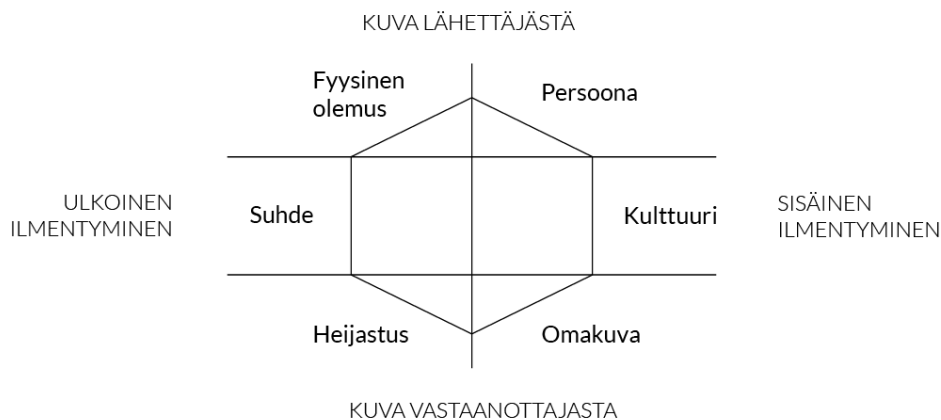 KUVA LÄHETTÄJÄSTÄ
Fyysinen
olemus
Persoona
ULKOINEN
ILMENTYMINEN
Suhde
Kulttuuri
SISÄINEN
ILMENTYMINEN
Heijastus
Omakuva
KUVA VASTAANOTTAJASTA